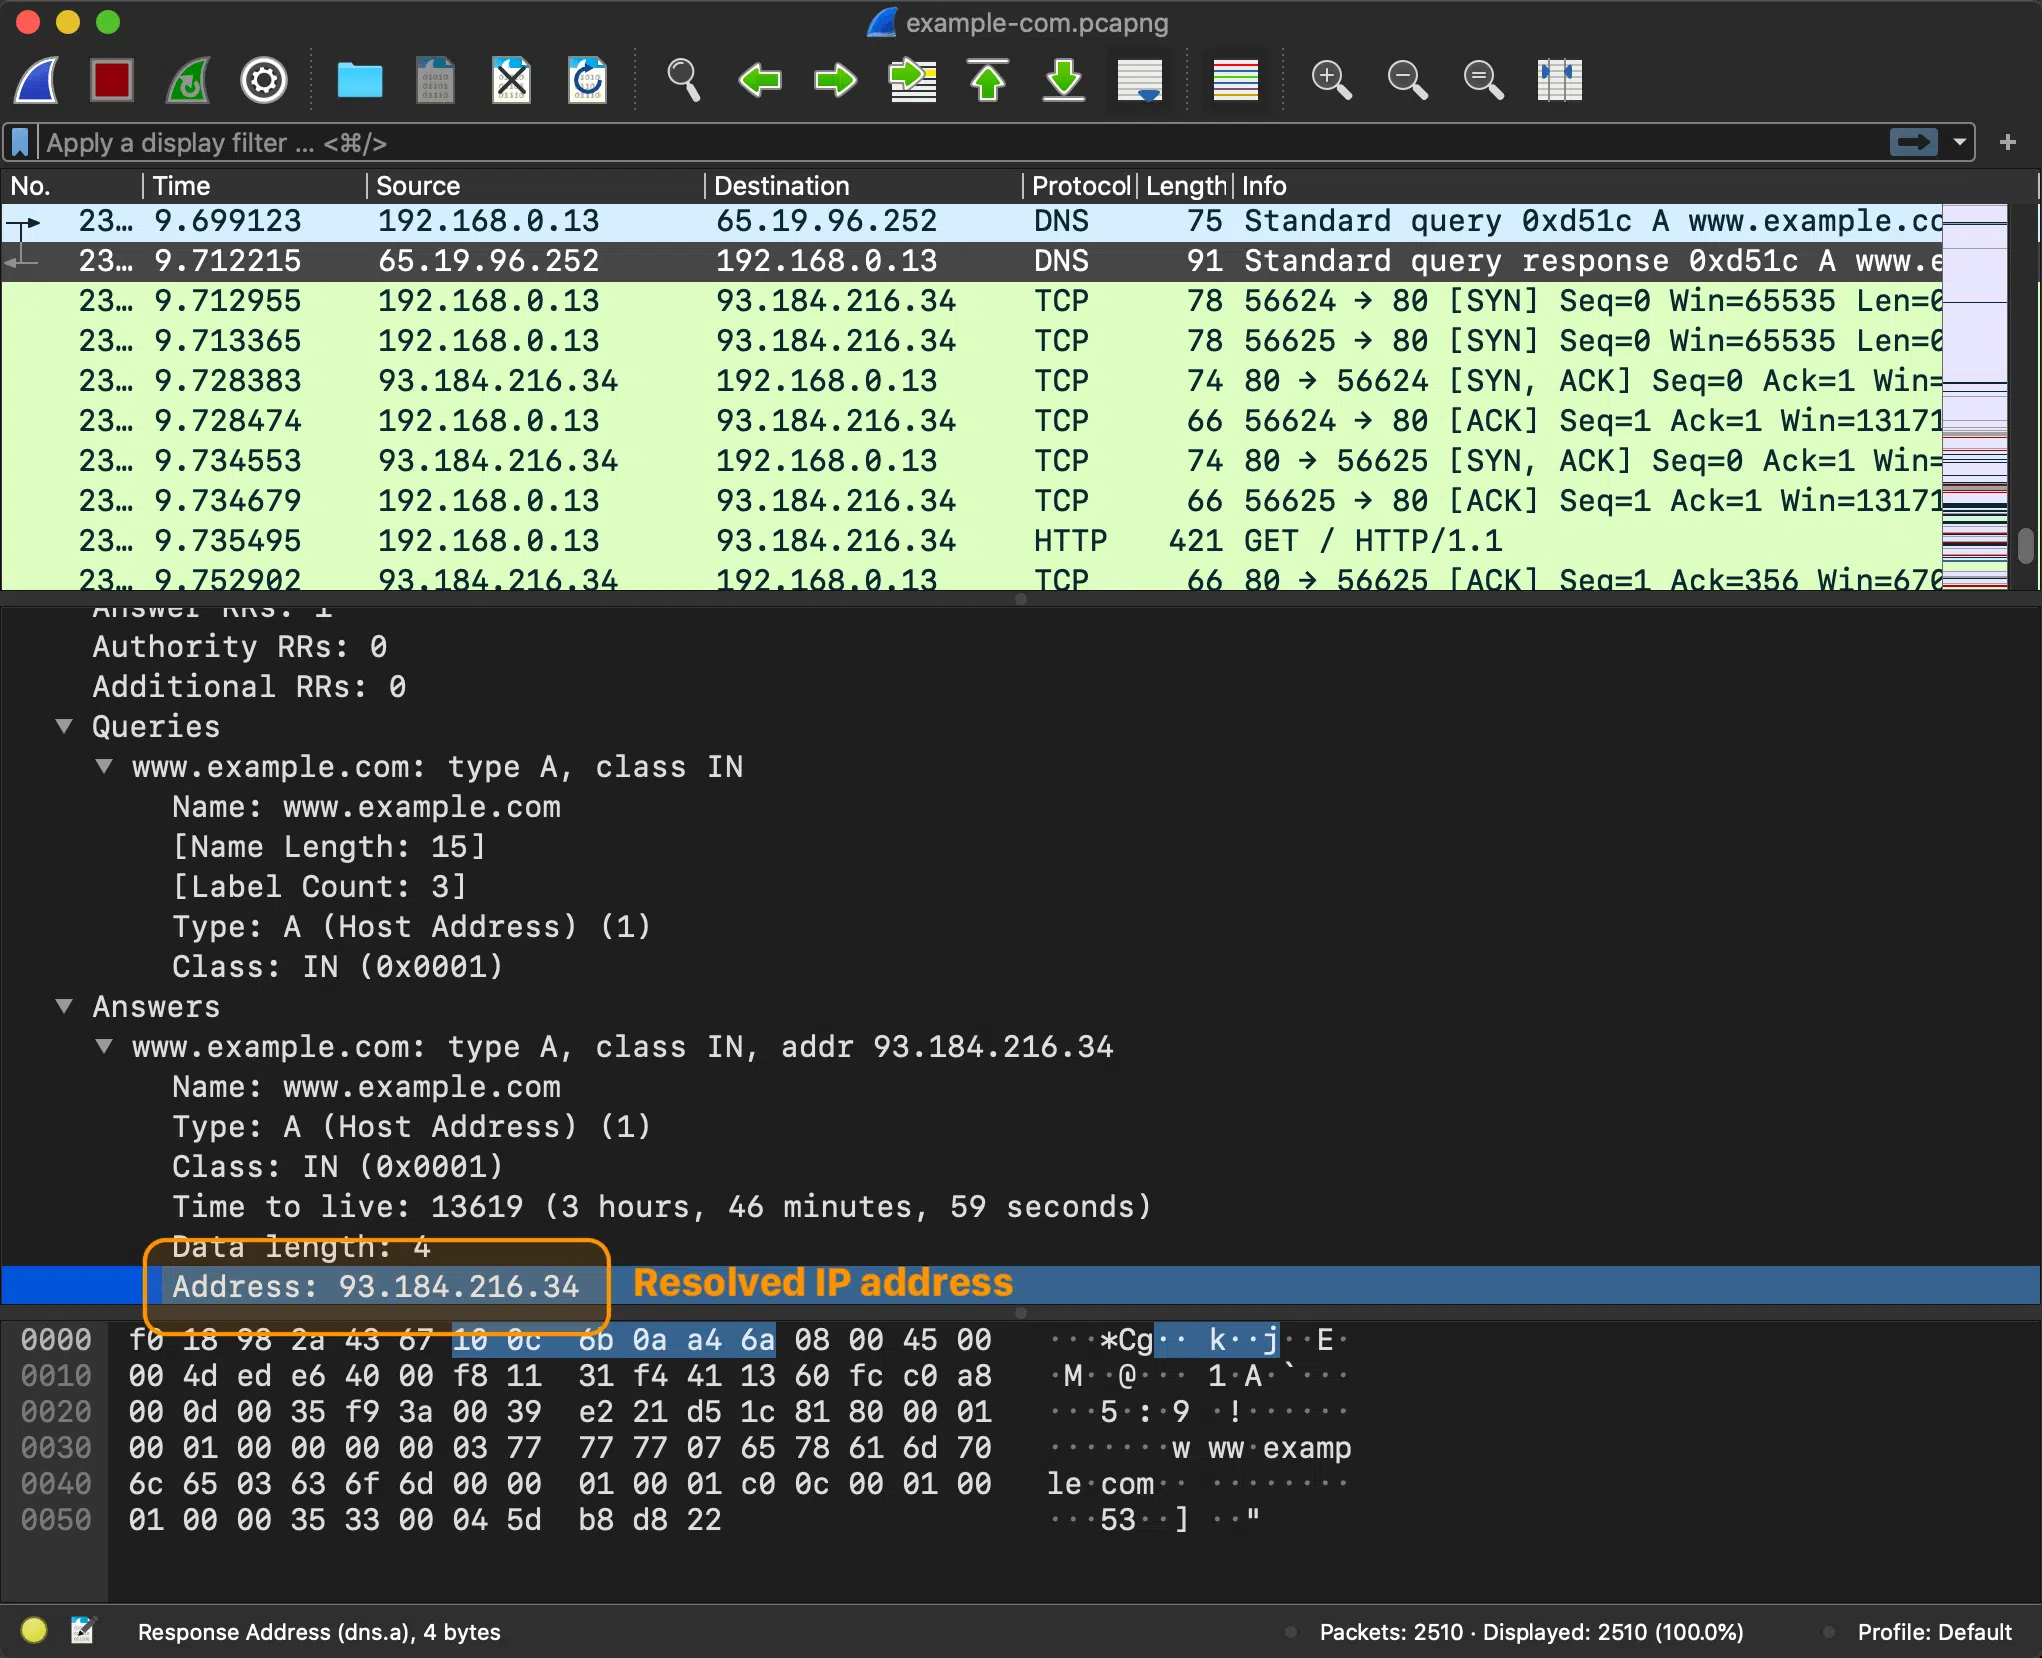 example-com.pcapng
Apply a display filter ... <⌘/>
No. Time Source Destination Protocol Length Info
23… 9.699123 192.168.0.13 65.19.96.252 DNS 75 Standard query 0xd51c A www.example.co
23… 9.712215 65.19.96.252 192.168.0.13 DNS 91 Standard query response 0xd51c A www.e
23… 9.712955 192.168.0.13 93.184.216.34 TCP 78 56624 → 80 [SYN] Seq=0 Win=65535 Len=0
23… 9.713365 192.168.0.13 93.184.216.34 TCP 78 56625 → 80 [SYN] Seq=0 Win=65535 Len=0
23… 9.728383 93.184.216.34 192.168.0.13 TCP 74 80 → 56624 [SYN, ACK] Seq=0 Ack=1 Win=
23… 9.728474 192.168.0.13 93.184.216.34 TCP 66 56624 → 80 [ACK] Seq=1 Ack=1 Win=13171
23… 9.734553 93.184.216.34 192.168.0.13 TCP 74 80 → 56625 [SYN, ACK] Seq=0 Ack=1 Win=
23… 9.734679 192.168.0.13 93.184.216.34 TCP 66 56625 → 80 [ACK] Seq=1 Ack=1 Win=13171
23… 9.735495 192.168.0.13 93.184.216.34 HTTP 421 GET / HTTP/1.1
23… 9.752902 93.184.216.34 192.168.0.13 TCP 66 80 → 56625 [ACK] Seq=1 Ack=356 Win=670
Answer RRs: 1
Authority RRs: 0
Additional RRs: 0
Queries
www.example.com: type A, class IN
Name: www.example.com
[Name Length: 15]
[Label Count: 3]
Type: A (Host Address) (1)
Class: IN (0x0001)
Answers
www.example.com: type A, class IN, addr 93.184.216.34
Name: www.example.com
Type: A (Host Address) (1)
Class: IN (0x0001)
Time to live: 13619 (3 hours, 46 minutes, 59 seconds)
Data length: 4
Address: 93.184.216.34 Resolved IP address
0000 f0 18 98 2a 43 67 10 0c 6b 0a a4 6a 08 00 45 00 ···*Cg·· k··j··E·
0010 00 4d ed e6 40 00 f8 11 31 f4 41 13 60 fc c0 a8 ·M··@··· 1·A·`···
0020 00 0d 00 35 f9 3a 00 39 e2 21 d5 1c 81 80 00 01 ···5·:·9 ·!······
0030 00 01 00 00 00 00 03 77 77 77 07 65 78 61 6d 70 ·······w ww·examp
0040 6c 65 03 63 6f 6d 00 00 01 00 01 c0 0c 00 01 00 le·com·· ········
0050 01 00 00 35 33 00 04 5d b8 d8 22 ···53··] ··"
Response Address (dns.a), 4 bytes
Packets: 2510 · Displayed: 2510 (100.0%)
Profile: Default